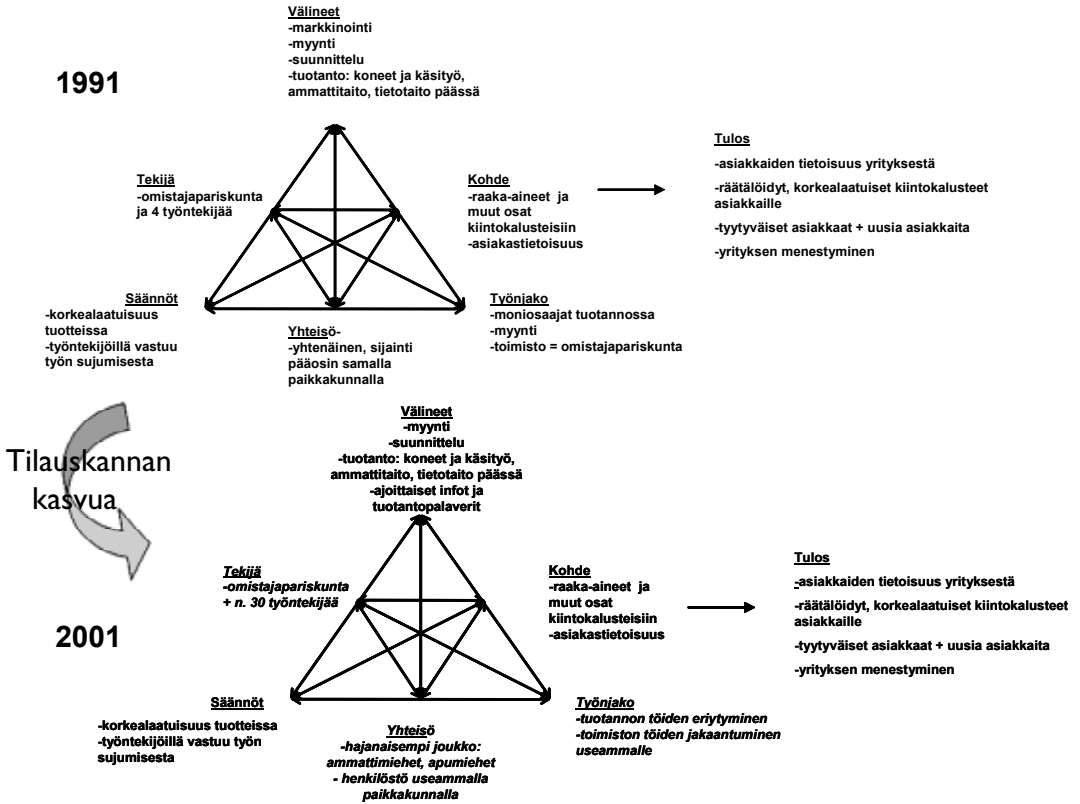 Välineet
-markkinointi
-myynti
-suunnittelu
-tuotanto: koneet ja käsityö,
ammattitaito, tietotaito päässä
1991
Tekijä
-omistajapariskunta
ja 4 työntekijää
Kohde
-raaka-aineet ja
muut osat
kiintokalusteisiin
-asiakastietoisuus
Tulos
-asiakkaiden tietoisuus yrityksestä
-räätälöidyt, korkealaatuiset kiintokalusteet
asiakkaille
-tyytyväiset asiakkaat + uusia asiakkaita
-yrityksen menestyminen
Säännöt
-korkealaatuisuus
tuotteissa
-työntekijöillä vastuu
työn sujumisesta
Yhteisö-
-yhtenäinen, sijainti
pääosin samalla
paikkakunnalla
Työnjako
-moniosaajat tuotannossa
-myynti
-toimisto = omistajapariskunta
Tilauskannan
kasvua
Välineet
-myynti
-suunnittelu
-tuotanto: koneet ja käsityö,
ammattitaito, tietotaito päässä
-ajoittaiset infot ja
tuotantopalaverit
2001
Tekijä
-omistajapariskunta
+ n. 30 työntekijää
Kohde
-raaka-aineet ja
muut osat
kiintokalusteisiin
-asiakastietoisuus
Tulos
-asiakkaiden tietoisuus yrityksestä
-räätälöidyt, korkealaatuiset kiintokalusteet
asiakkaille
-tyytyväiset asiakkaat + uusia asiakkaita
-yrityksen menestyminen
Säännöt
-korkealaatuisuus tuotteissa
-työntekijöillä vastuu työn
sujumisesta
Yhteisö
-hajanaisempi joukko:
ammattimiehet, apumiehet
- henkilöstö useammalla
paikkakunnalla
Työnjako
-tuotannon töiden eriytyminen
-toimiston töiden jakaantuminen
useammalle